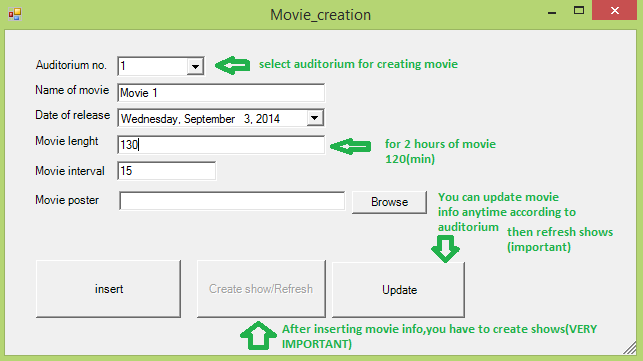 Movie_creation
Auditorium no. 1
select auditorium for creating movie
Name of movie Movie 1
Date of release Wednesday, September 3, 2014
Movie lenght 130
for 2 hours of movie
120(min)
Movie interval 15
Movie poster Browse
You can update movie
info anytime according to
auditorium
then refresh shows
(important)
insert Create show/Refresh Update
After inserting movie info,you have to create shows(VERY
IMPORTANT)